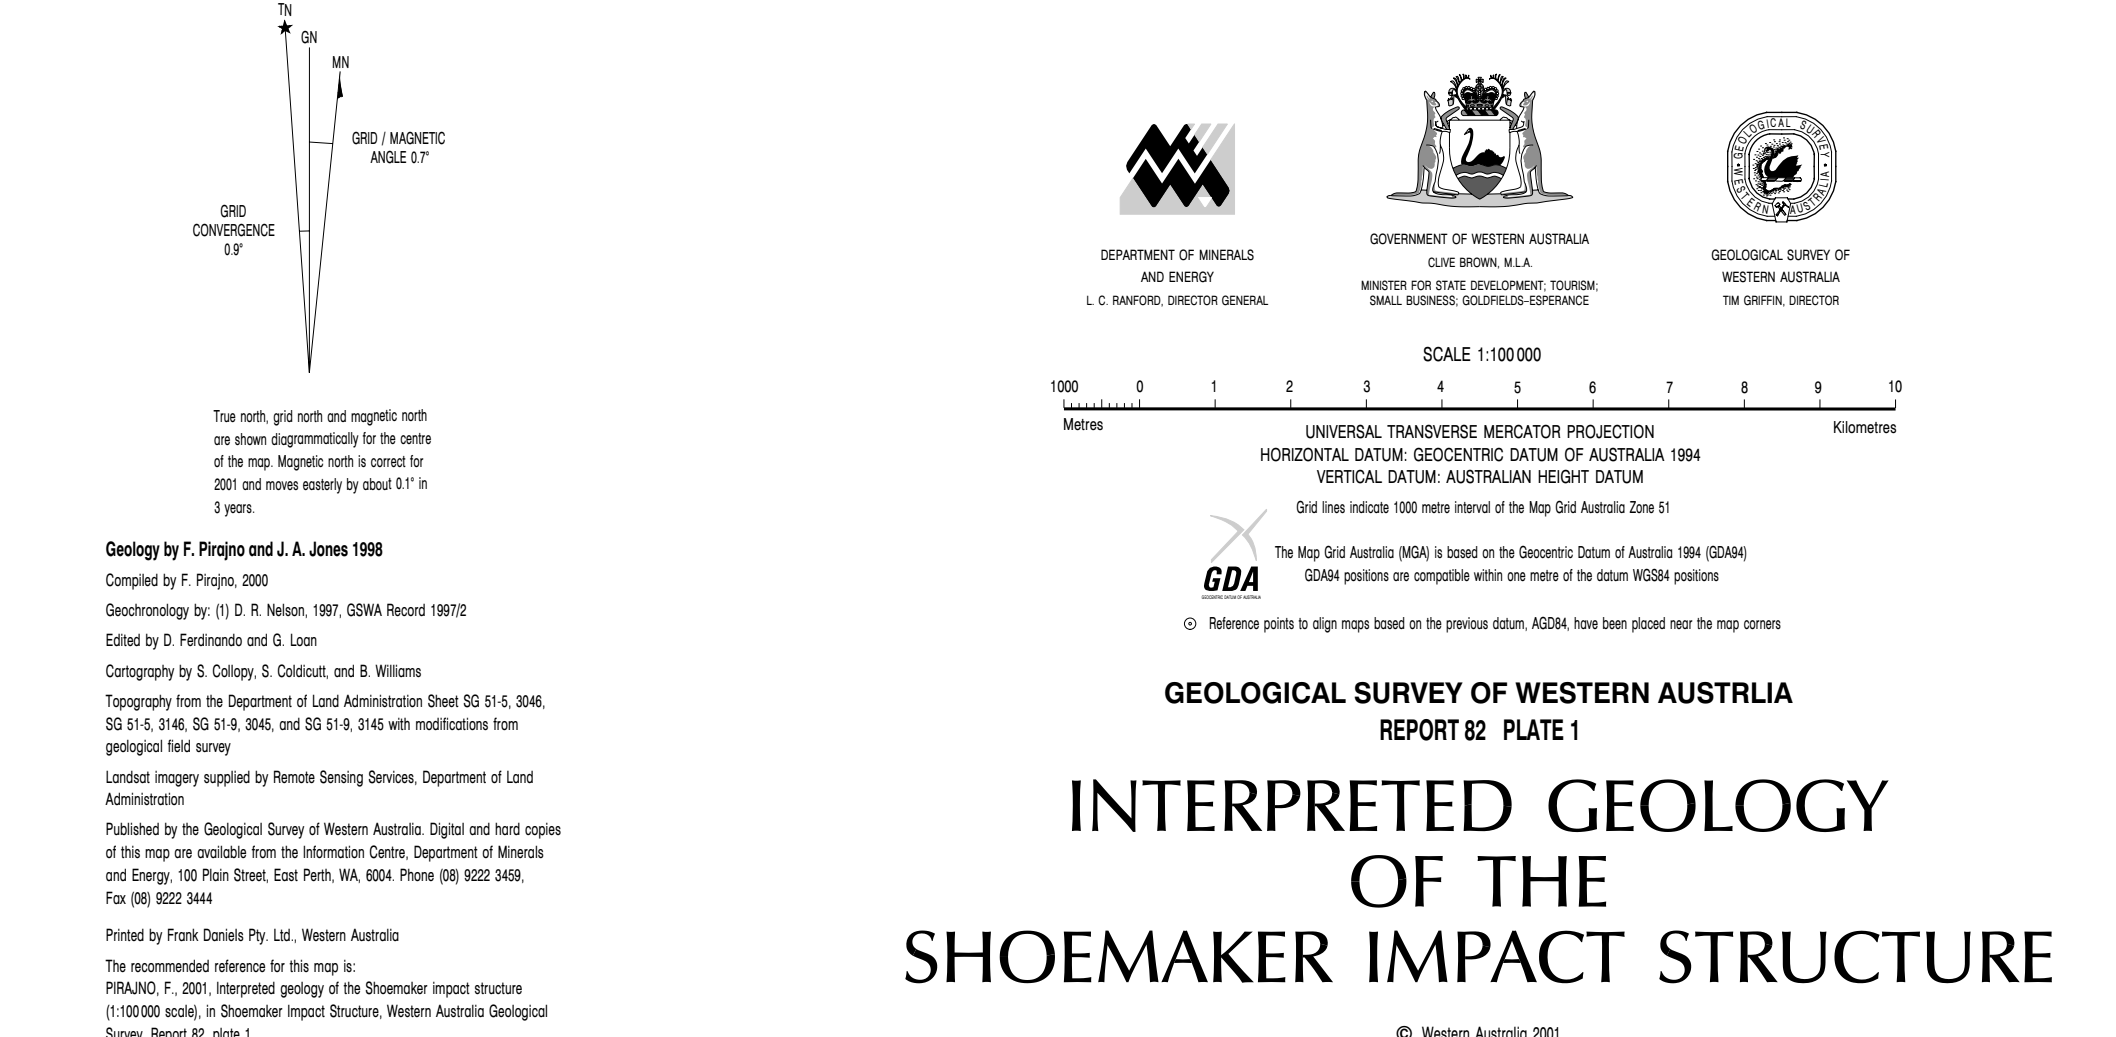 TN
GN
MN
GRID / MAGNETIC
ANGLE 0.7°
GRID
CONVERGENCE
0.9°
True north, grid north and magnetic north
are shown diagrammatically for the centre
of the map. Magnetic north is correct for
2001 and moves easterly by about 0.1° in
3 years.
Geology by F. Pirajno and J. A. Jones 1998
Compiled by F. Pirajno, 2000
Geochronology by: (1) D. R. Nelson, 1997, GSWA Record 1997/2
Edited by D. Ferdinando and G. Loan
Cartography by S. Collopy, S. Coldicutt, and B. Williams
Topography from the Department of Land Administration Sheet SG 51-5, 3046,
SG 51-5, 3146, SG 51-9, 3045, and SG 51-9, 3145 with modifications from
geological field survey
Landsat imagery supplied by Remote Sensing Services, Department of Land
Administration
Published by the Geological Survey of Western Australia. Digital and hard copies
of this map are available from the Information Centre, Department of Minerals
and Energy, 100 Plain Street, East Perth, WA, 6004. Phone (08) 9222 3459,
Fax (08) 9222 3444
Printed by Frank Daniels Pty. Ltd., Western Australia
The recommended reference for this map is:
PIRAJNO, F., 2001, Interpreted geology of the Shoemaker impact structure
(1:100 000 scale), in Shoemaker Impact Structure, Western Australia Geological
Survey, Report 82, plate 1
DEPARTMENT OF MINERALS
AND ENERGY
L. C. RANFORD, DIRECTOR GENERAL
GOVERNMENT OF WESTERN AUSTRALIA
CLIVE BROWN, M.L.A.
MINISTER FOR STATE DEVELOPMENT; TOURISM;
SMALL BUSINESS; GOLDFIELDS–ESPERANCE
GEOLOGICAL SURVEY
WESTERN AUSTRALIA
GEOLOGICAL SURVEY OF
WESTERN AUSTRALIA
TIM GRIFFIN, DIRECTOR
SCALE 1:100 000
1000 0 1 2 3 4 5 6 7 8 9 10
Metres Kilometres
UNIVERSAL TRANSVERSE MERCATOR PROJECTION
HORIZONTAL DATUM: GEOCENTRIC DATUM OF AUSTRALIA 1994
VERTICAL DATUM: AUSTRALIAN HEIGHT DATUM
Grid lines indicate 1000 metre interval of the Map Grid Australia Zone 51
GDA
GEOCENTRIC DATUM OF AUSTRALIA
The Map Grid Australia (MGA) is based on the Geocentric Datum of Australia 1994 (GDA94)
GDA94 positions are compatible within one metre of the datum WGS84 positions
Reference points to align maps based on the previous datum, AGD84, have been placed near the map corners
GEOLOGICAL SURVEY OF WESTERN AUSTRLIA
REPORT 82 PLATE 1
INTERPRETED GEOLOGY
OF THE
SHOEMAKER IMPACT STRUCTURE
© Western Australia 2001